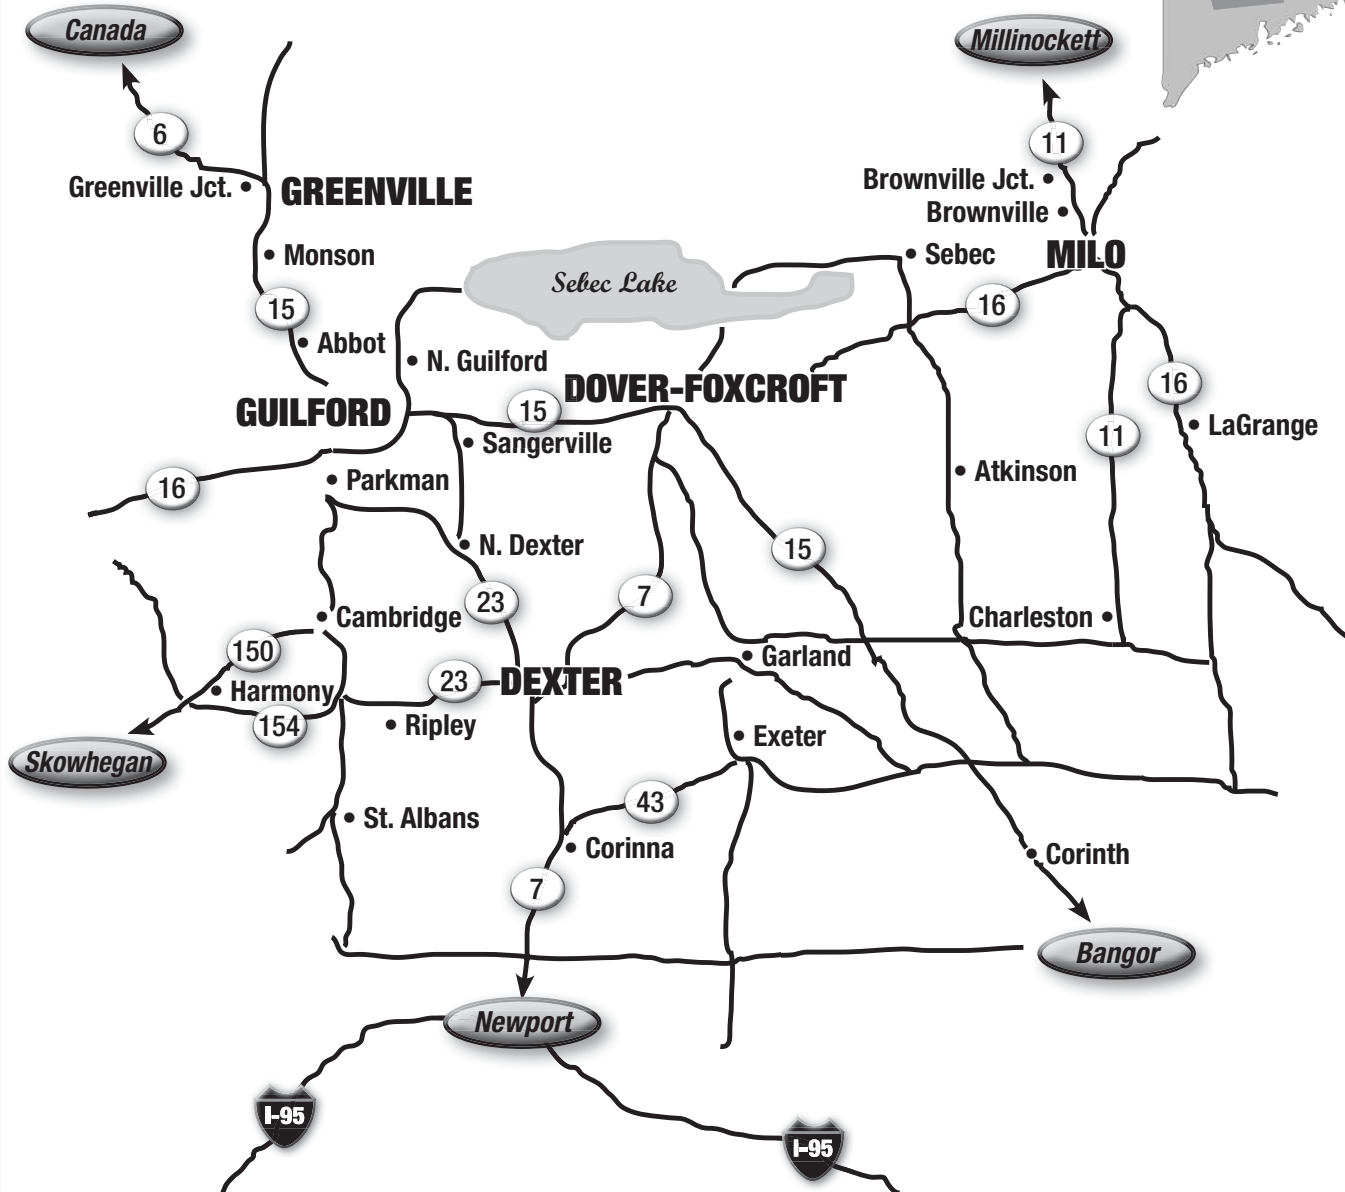 Canada
Millinockett
6
11
Greenville Jct.
GREENVILLE
Brownville Jct.
Brownville
Monson
Sebec
MILO
Sebec Lake
15
16
Abbot
N. Guilford
DOVER-FOXCROFT
16
GUILFORD
15
LaGrange
11
Sangerville
Parkman
Atkinson
16
N. Dexter
15
23
7
Cambridge
Charleston
150
Garland
Harmony
23
DEXTER
154
Ripley
Exeter
Skowhegan
43
St. Albans
Corinna
Corinth
7
Bangor
Newport
I-95
I-95